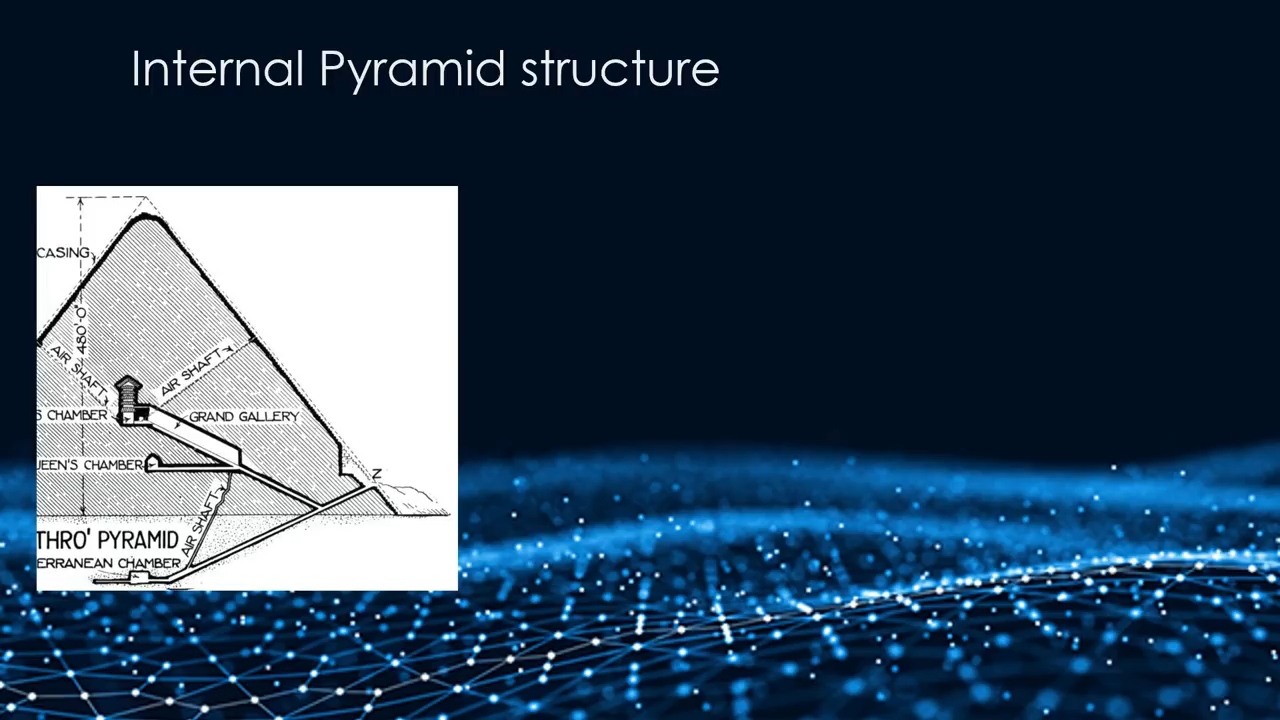 Internal Pyramid structure
CASING
480'-0"
AIR SHAFT
AIR SHAFT
S CHAMBER
GRAND GALLERY
UEEN'S CHAMBER
N
AIR SHAFT
THRO' PYRAMID
ERRANEAN CHAMBER